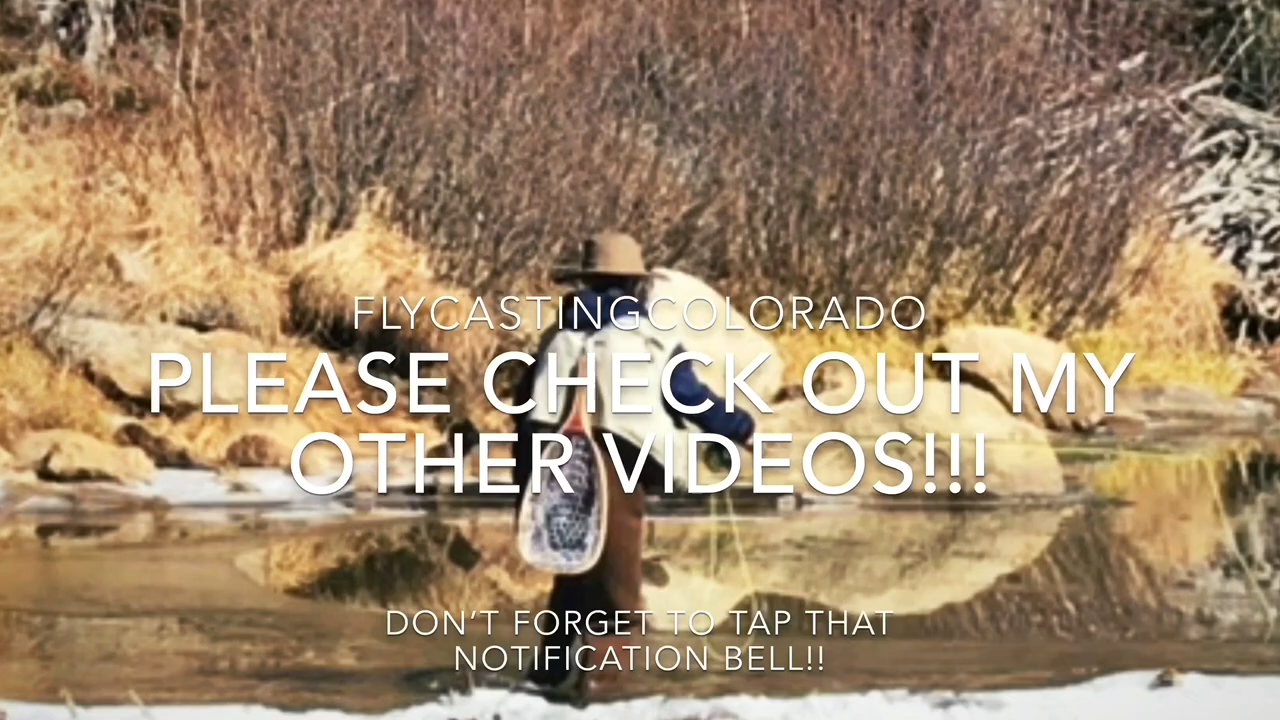 FLYCASTINGCOLORADO
PLEASE CHECK OUT MY
OTHER VIDEOS!!!
DON'T FORGET TO TAP THAT
NOTIFICATION BELL!!